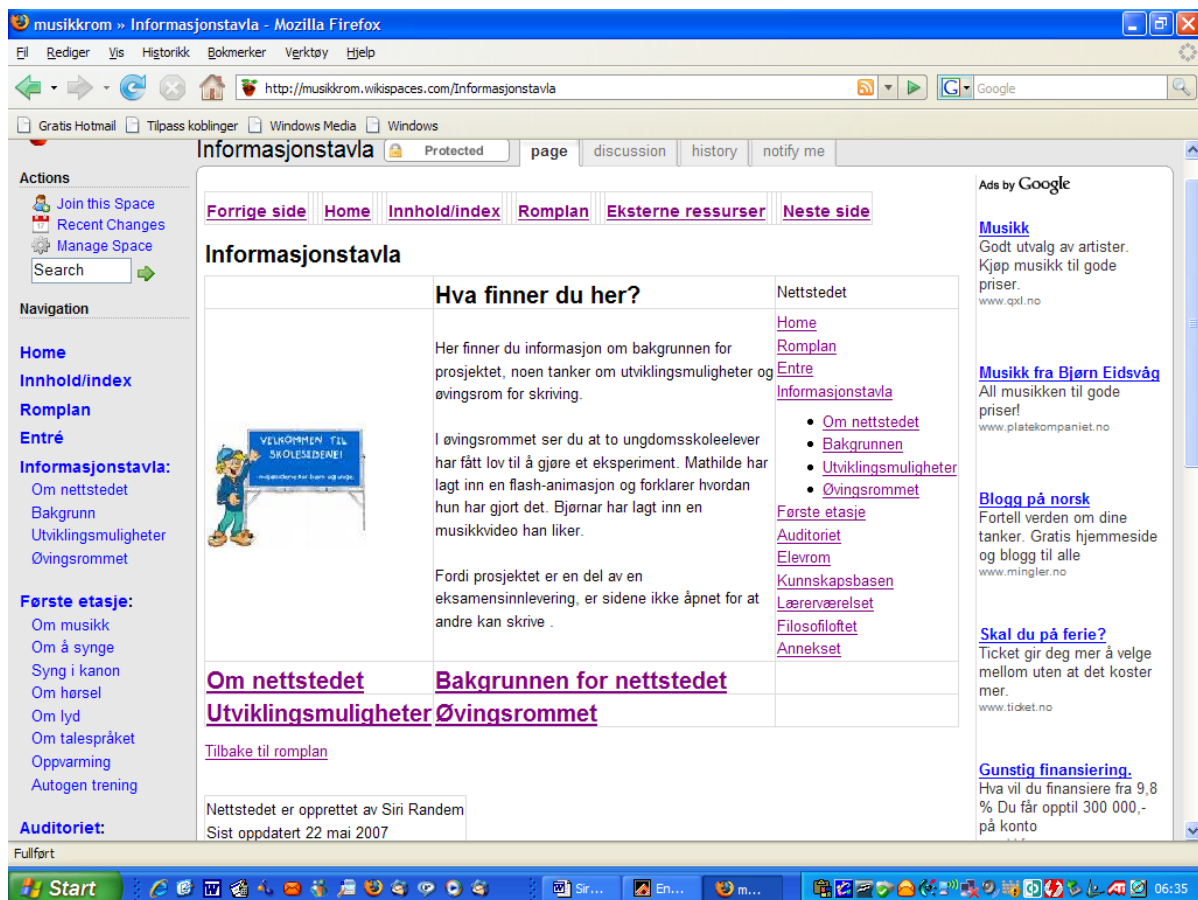 musikkrom » Informasjonstavla - Mozilla Firefox
Fil Rediger Vis Historikk Bokmerker Verktøy Hjelp
http://musikkrom.wikispaces.com/Informasjonstavla
Google
Gratis Hotmail Tilpass koblinger Windows Media Windows
Informasjonstavla Protected page discussion history notify me
Actions
Join this Space
Recent Changes
Manage Space
Search
Navigation
Home
Innhold/index
Romplan
Entré
Informasjonstavla:
Om nettstedet
Bakgrunn
Utviklingsmuligheter
Øvingsrommet
Første etasje:
Om musikk
Om å synge
Syng i kanon
Om hørsel
Om lyd
Om talespråket
Oppvarming
Autogen trening
Auditoriet:
Forrige side Home Innhold/index Romplan Eksterne ressurser Neste side
Informasjonstavla
Hva finner du her?
VELKOMMEN TIL
SKOLESIDENE!
Her finner du informasjon om bakgrunnen for
prosjektet, noen tanker om utviklingsmuligheter og
øvingsrom for skriving.
I øvingsrommet ser du at to ungdomsskoleelever
har fått lov til å gjøre et eksperiment. Mathilde har
lagt inn en flash-animasjon og forklarer hvordan
hun har gjort det. Bjørnar har lagt inn en
musikkvideo han liker.
Fordi prosjektet er en del av en
eksamensinnlevering, er sidene ikke åpnet for at
andre kan skrive .
Nettstedet
Home
Romplan
Entre
Informasjonstavla
Om nettstedet
Bakgrunnen
Utviklingsmuligheter
Øvingsrommet
Første etasje
Auditoriet
Elevrom
Kunnskapsbasen
Lærerværelset
Filosofiloftet
Annekset
Om nettstedet Bakgrunnen for nettstedet
Utviklingsmuligheter Øvingsrommet
Tilbake til romplan
Nettstedet er opprettet av Siri Randem
Sist oppdatert 22 mai 2007
Ads by Google
Musikk
Godt utvalg av artister.
Kjøp musikk til gode
priser.
www.qxl.no
Musikk fra Bjørn Eidsvåg
All musikken til gode
priser!
www.platekompaniet.no
Blogg på norsk
Fortell verden om dine
tanker. Gratis hjemmeside
og blogg til alle
www.mingler.no
Skal du på ferie?
Ticket gir deg mer å velge
mellom uten at det koster
mer.
www.ticket.no
Gunstig finansiering.
Hva vil du finansiere fra 9,8
% Du får opptil 300 000,-
på konto
Fullført
Start Sir... En... m... 06:35